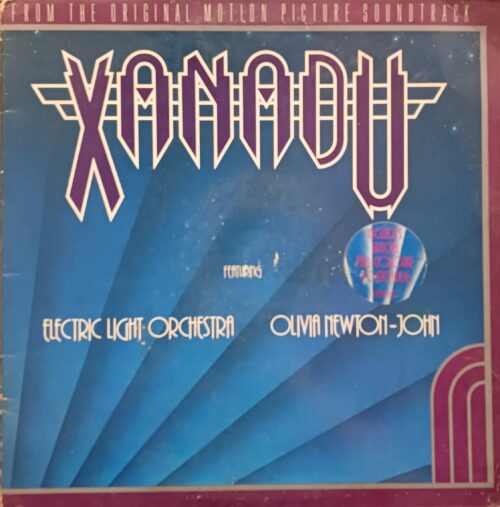 FROM THE ORIGINAL MOTION PICTURE SOUNDTRACK
XANADU
FEATURING
ELECTRIC LIGHT ORCHESTRA OLIVIA NEWTON-JOHN